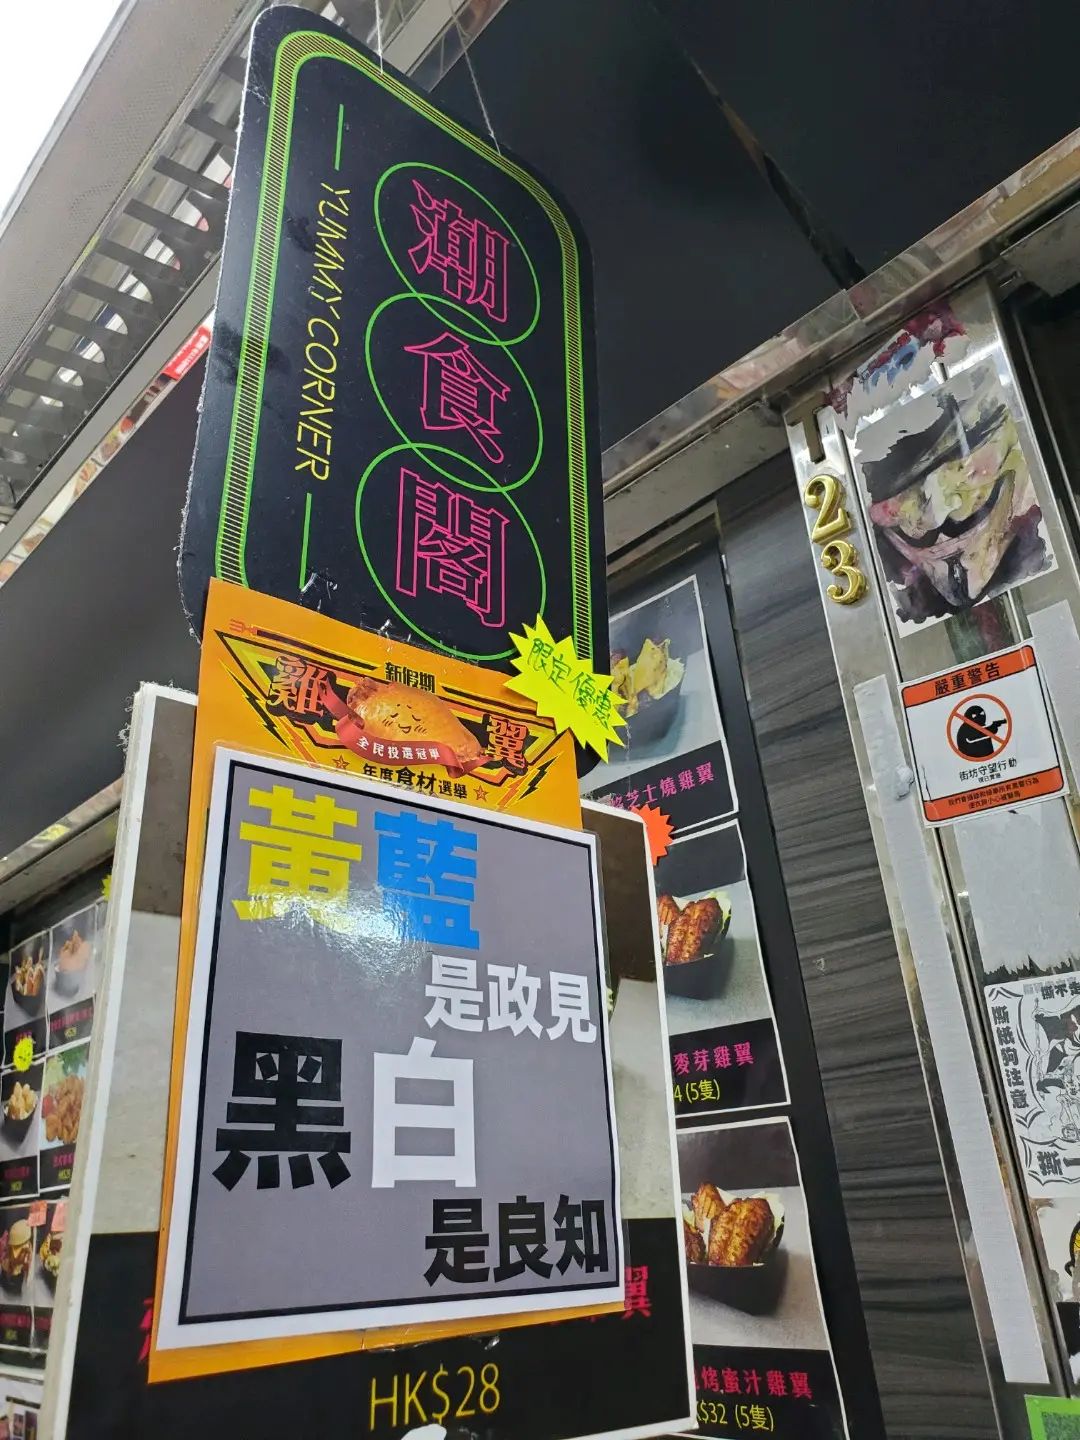 潮食閣
YUMMY CORNER
限定優惠
新假期
雞翼
全民投選冠軍
年度食材選舉
黃藍
是政見
黑白
是良知
HK$28
芝士燒雞翼
麥芽雞翼
4 (5隻)
烤蜜汁雞翼
$32 (5隻)
23
嚴重警告
街坊守望行動